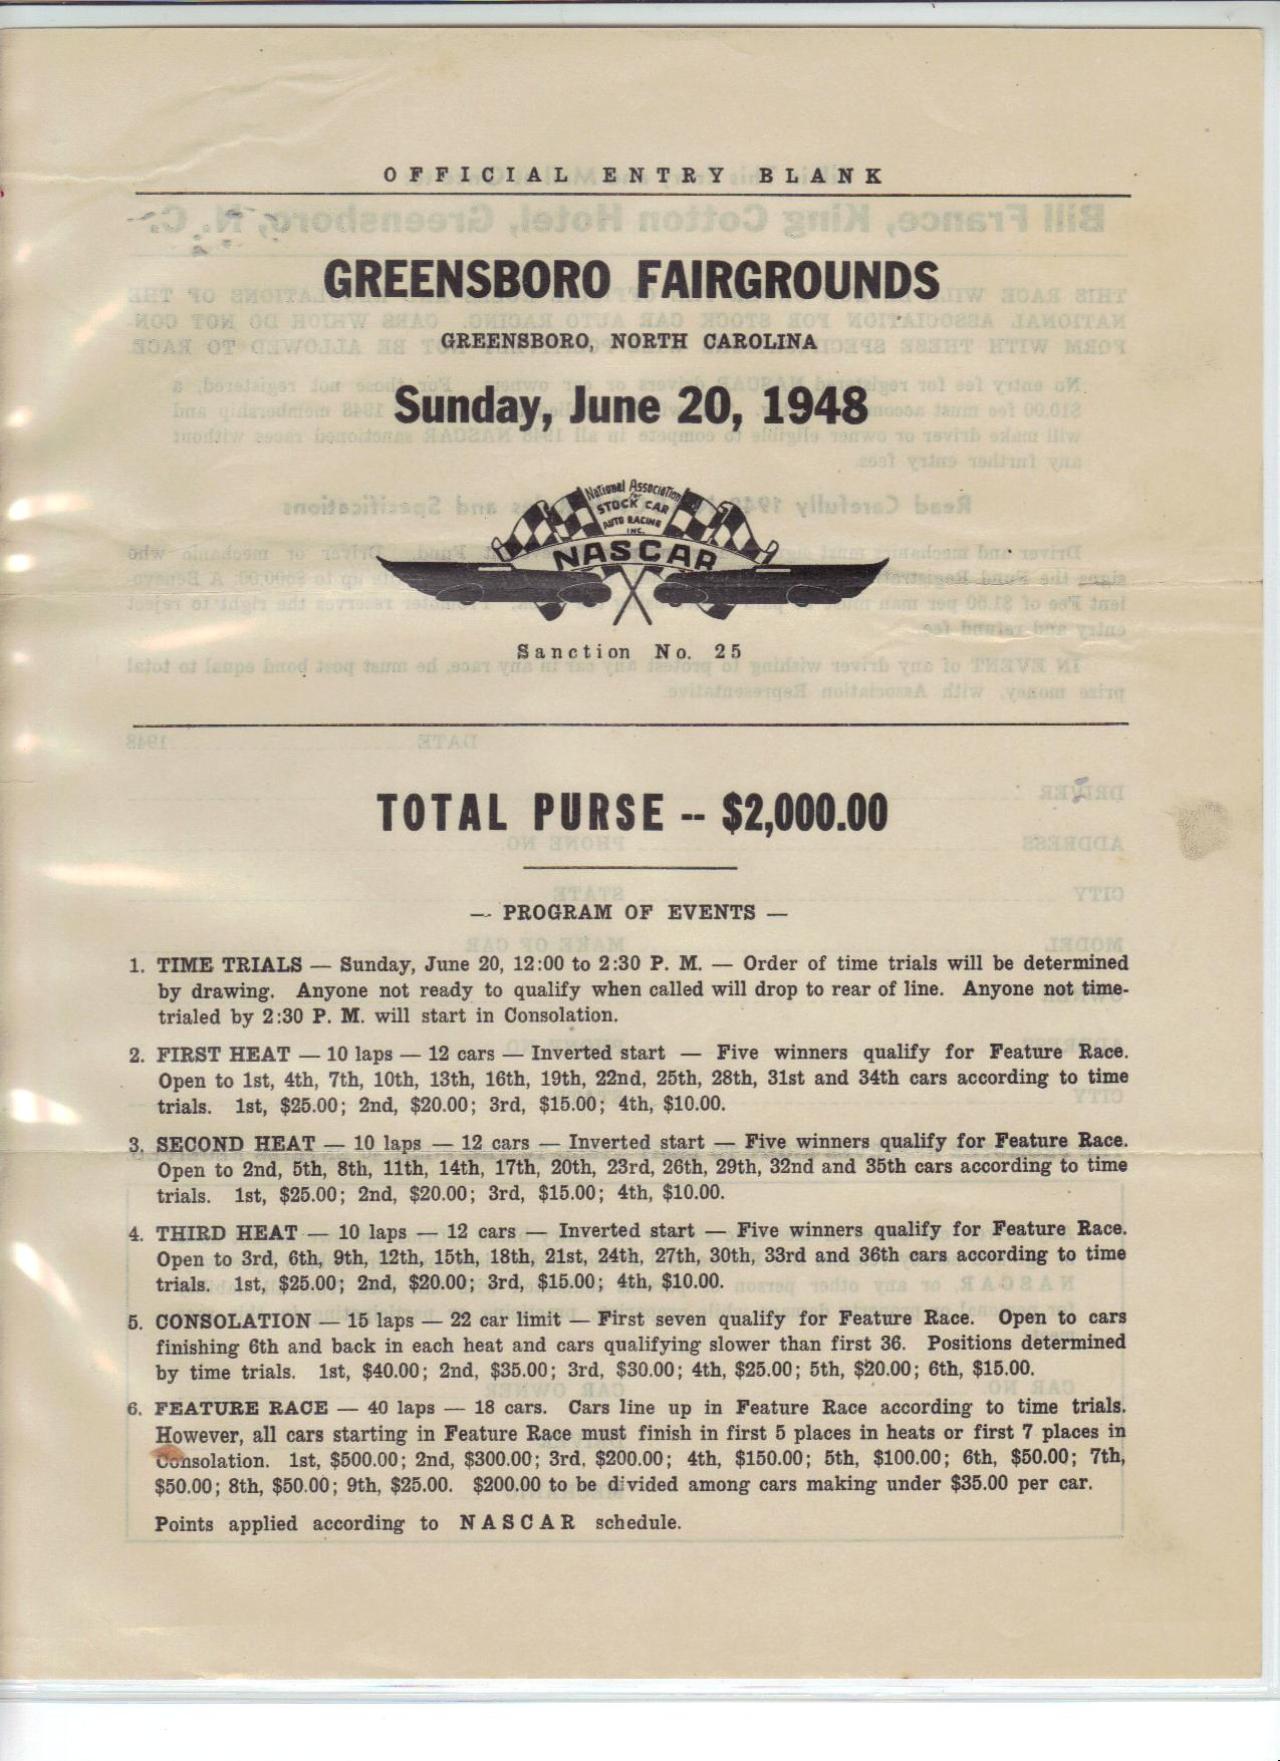 OFFICIAL ENTRY BLANK
GREENSBORO FAIRGROUNDS
GREENSBORO, NORTH CAROLINA
Sunday, June 20, 1948
National Association
for
STOCK CAR
AUTO RACING
INC.
NASCAR
Sanction No. 25
TOTAL PURSE -- $2,000.00
— PROGRAM OF EVENTS —
1. TIME TRIALS — Sunday, June 20, 12:00 to 2:30 P. M. — Order of time trials will be determined
by drawing. Anyone not ready to qualify when called will drop to rear of line. Anyone not time-
trialed by 2:30 P. M. will start in Consolation.
2. FIRST HEAT — 10 laps — 12 cars — Inverted start — Five winners qualify for Feature Race.
Open to 1st, 4th, 7th, 10th, 13th, 16th, 19th, 22nd, 25th, 28th, 31st and 34th cars according to time
trials. 1st, $25.00; 2nd, $20.00; 3rd, $15.00; 4th, $10.00.
3. SECOND HEAT — 10 laps — 12 cars — Inverted start — Five winners qualify for Feature Race.
Open to 2nd, 5th, 8th, 11th, 14th, 17th, 20th, 23rd, 26th, 29th, 32nd and 35th cars according to time
trials. 1st, $25.00; 2nd, $20.00; 3rd, $15.00; 4th, $10.00.
4. THIRD HEAT — 10 laps — 12 cars — Inverted start — Five winners qualify for Feature Race.
Open to 3rd, 6th, 9th, 12th, 15th, 18th, 21st, 24th, 27th, 30th, 33rd and 36th cars according to time
trials. 1st, $25.00; 2nd, $20.00; 3rd, $15.00; 4th, $10.00.
5. CONSOLATION — 15 laps — 22 car limit — First seven qualify for Feature Race. Open to cars
finishing 6th and back in each heat and cars qualifying slower than first 36. Positions determined
by time trials. 1st, $40.00; 2nd, $35.00; 3rd, $30.00; 4th, $25.00; 5th, $20.00; 6th, $15.00.
6. FEATURE RACE — 40 laps — 18 cars. Cars line up in Feature Race according to time trials.
However, all cars starting in Feature Race must finish in first 5 places in heats or first 7 places in
Consolation. 1st, $500.00; 2nd, $300.00; 3rd, $200.00; 4th, $150.00; 5th, $100.00; 6th, $50.00; 7th,
$50.00; 8th, $50.00; 9th, $25.00. $200.00 to be divided among cars making under $35.00 per car.
Points applied according to NASCAR schedule.